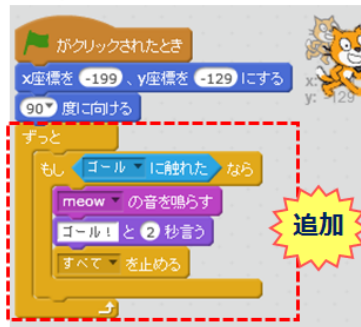 がクリックされたとき
x座標を -199 、y座標を -129 にする
90 度に向ける
ずっと
もし ゴール に触れた なら
meow の音を鳴らす
ゴール! と 2 秒言う
すべて を止める
追加
x:
y: -129